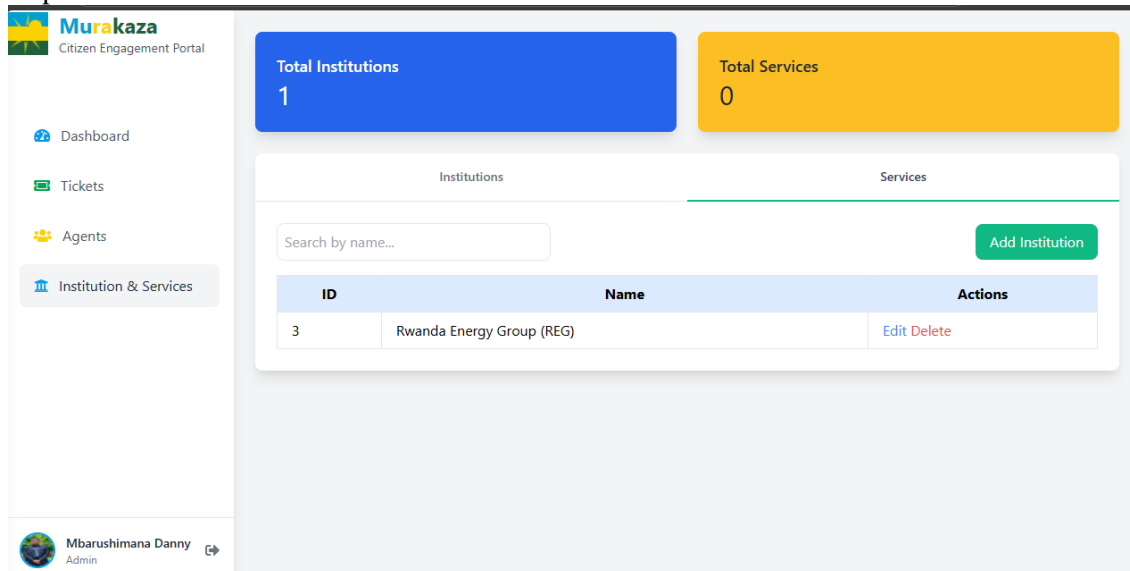 Murakaza
Citizen Engagement Portal
Dashboard
Tickets
Agents
Institution & Services
Mbarushimana Danny
Admin
Total Institutions
1
Total Services
0
Institutions
Services
Search by name...
Add Institution
ID Name Actions
3 Rwanda Energy Group (REG) Edit Delete